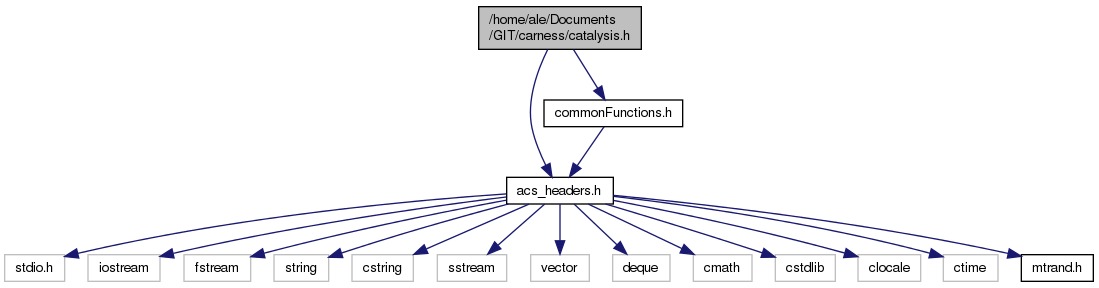 /home/ale/Documents
/GIT/carness/catalysis.h
commonFunctions.h
acs_headers.h
stdio.h
iostream
fstream
string
cstring
sstream
vector
deque
cmath
cstdlib
clocale
ctime
mtrand.h